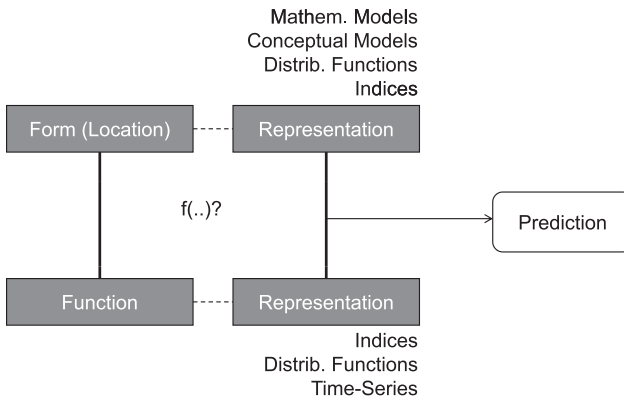 Mathem. Models
Conceptual Models
Distrib. Functions
Indices
Form (Location)
Representation
f(..)?
Prediction
Function
Representation
Indices
Distrib. Functions
Time-Series